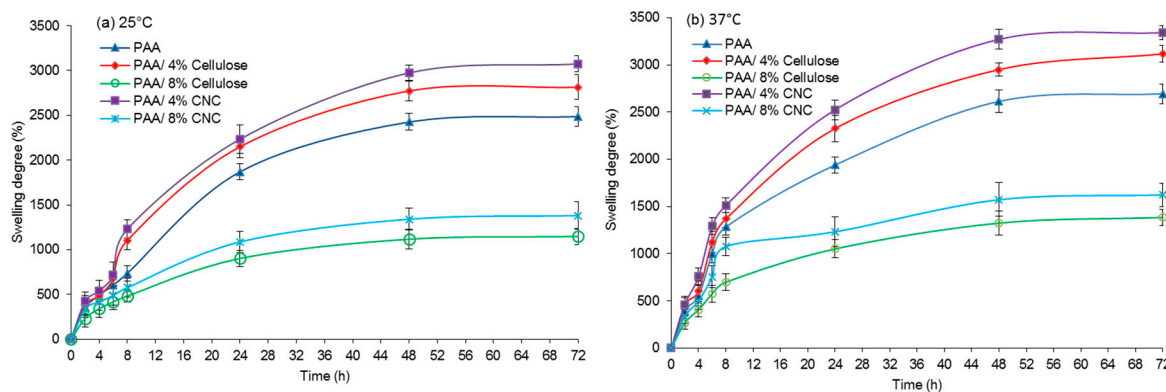 (a) 25°C
PAA
PAA/ 4% Cellulose
PAA/ 8% Cellulose
PAA/ 4% CNC
PAA/ 8% CNC
Swelling degree (%)
3500
3000
2500
2000
1500
1000
500
0
0 4 8 12 16 20 24 28 32 36 40 44 48 52 56 60 64 68 72
Time (h)
(b) 37°C
PAA
PAA/ 4% Cellulose
PAA/ 8% Cellulose
PAA/ 4% CNC
PAA/ 8% CNC
Swelling degree (%)
3500
3000
2500
2000
1500
1000
500
0
0 4 8 12 16 20 24 28 32 36 40 44 48 52 56 60 64 68 72
Time (h)